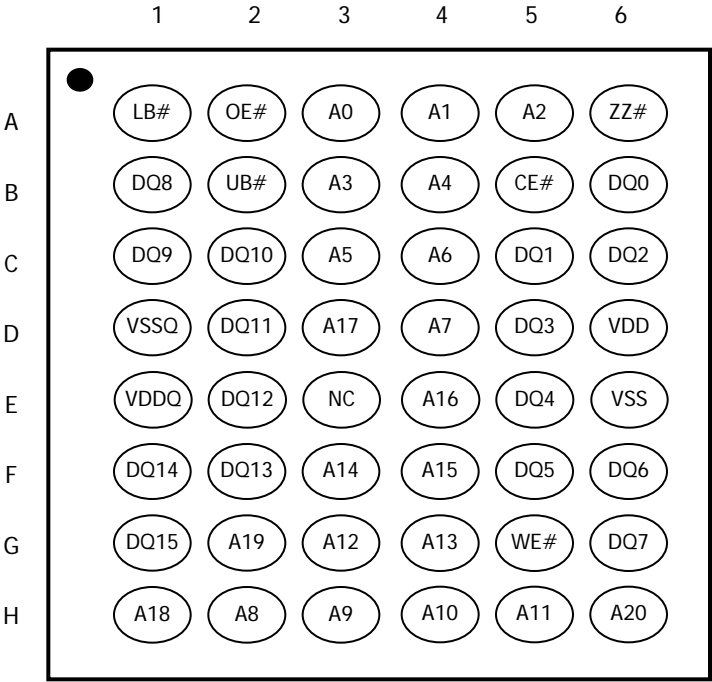 1 2 3 4 5 6
A LB# OE# A0 A1 A2 ZZ#
B DQ8 UB# A3 A4 CE# DQ0
C DQ9 DQ10 A5 A6 DQ1 DQ2
D VSSQ DQ11 A17 A7 DQ3 VDD
E VDDQ DQ12 NC A16 DQ4 VSS
F DQ14 DQ13 A14 A15 DQ5 DQ6
G DQ15 A19 A12 A13 WE# DQ7
H A18 A8 A9 A10 A11 A20